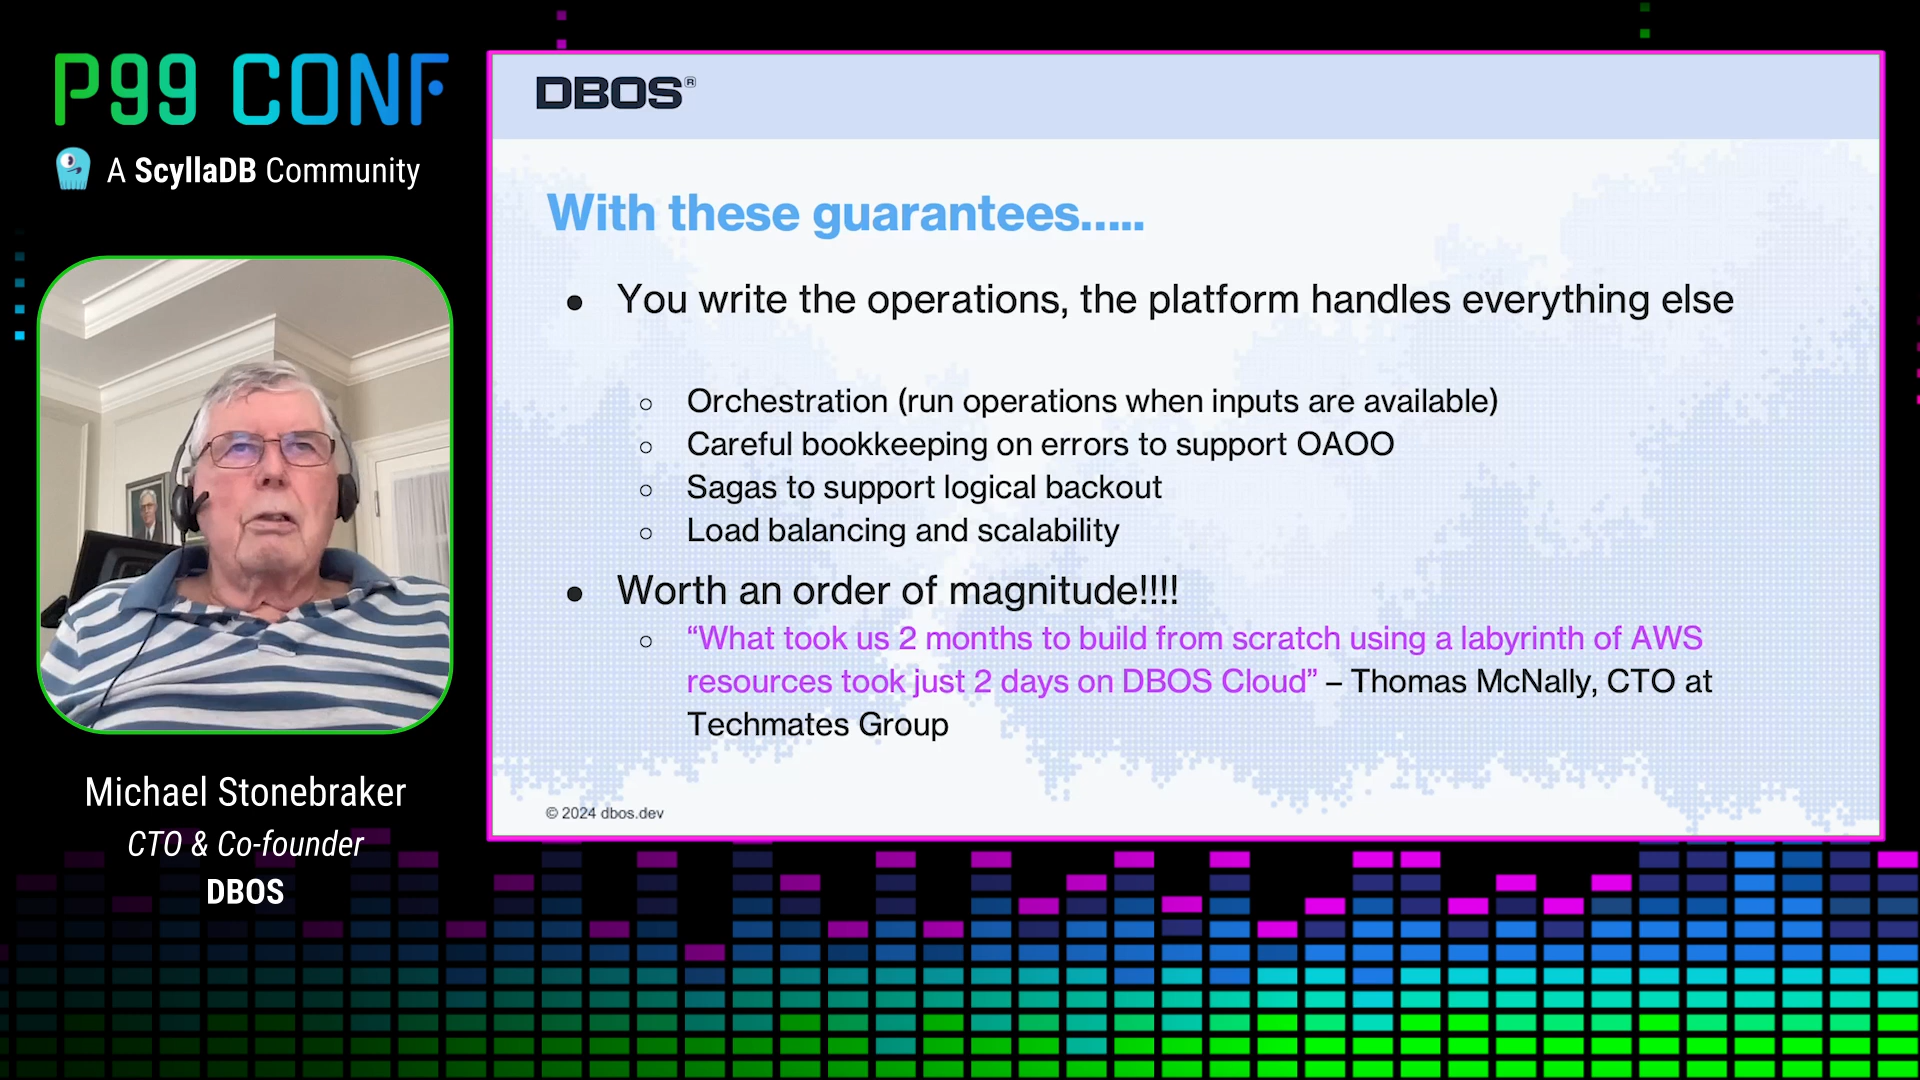 P99 CONF
A ScyllaDB Community
Michael Stonebraker
CTO & Co-founder
DBOS
DBOS®
With these guarantees.....
● You write the operations, the platform handles everything else
○ Orchestration (run operations when inputs are available)
○ Careful bookkeeping on errors to support OAOO
○ Sagas to support logical backout
○ Load balancing and scalability
● Worth an order of magnitude!!!!
○ “What took us 2 months to build from scratch using a labyrinth of AWS
resources took just 2 days on DBOS Cloud” – Thomas McNally, CTO at
Techmates Group
© 2024 dbos.dev